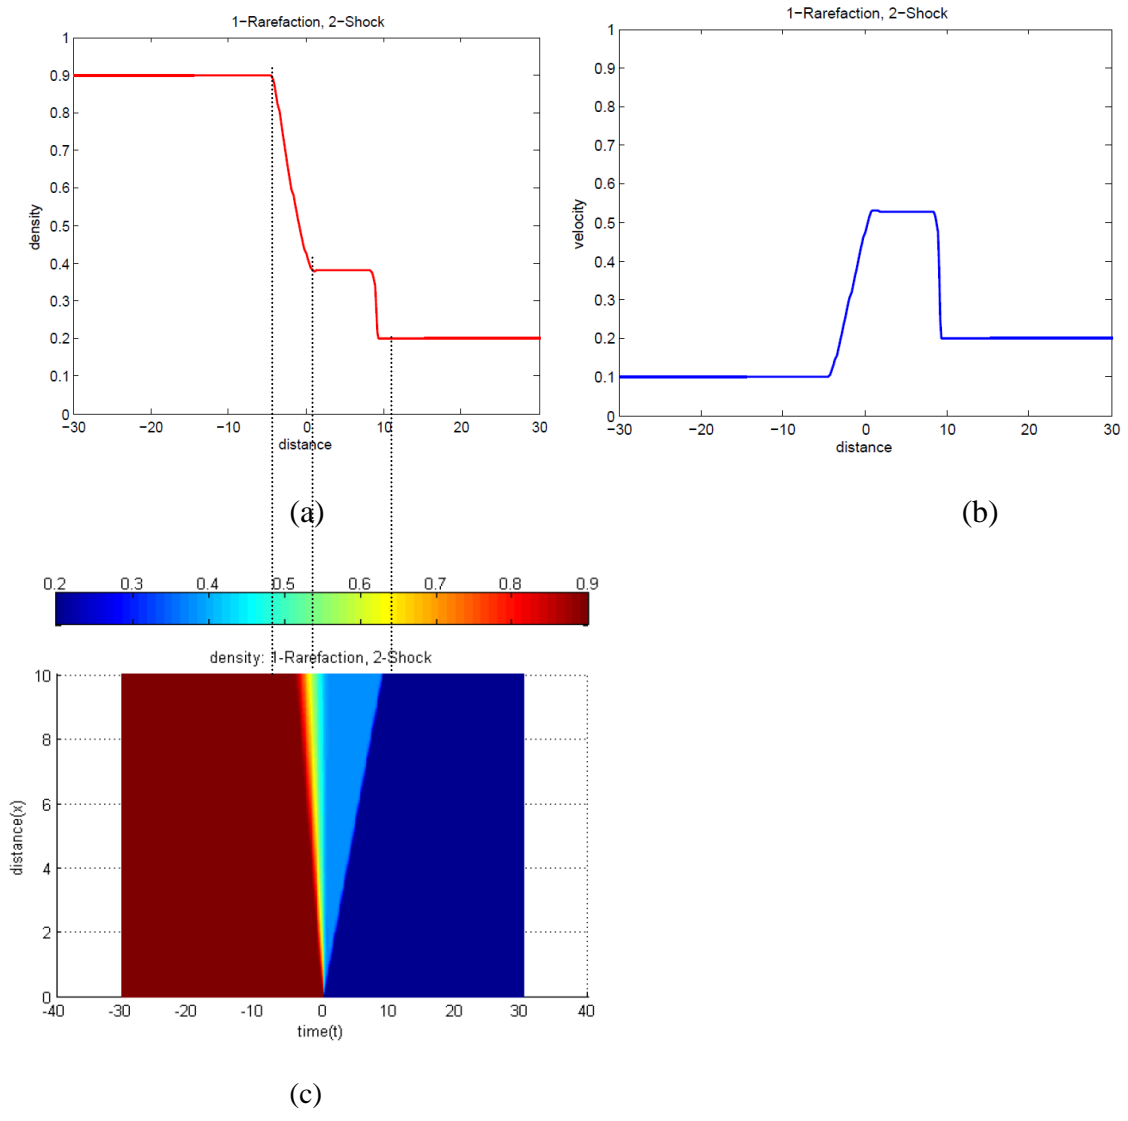 1−Rarefaction, 2−Shock
1
0.9
0.8
0.7
0.6
0.5
0.4
0.3
0.2
0.1
0
density
−30 −20 −10 0 10 20 30
distance
(a)
1−Rarefaction, 2−Shock
1
0.9
0.8
0.7
0.6
0.5
0.4
0.3
0.2
0.1
0
velocity
−30 −20 −10 0 10 20 30
distance
(b)
0.2 0.3 0.4 0.5 0.6 0.7 0.8 0.9
density: 1-Rarefaction, 2-Shock
10
8
6
4
2
0
distance(x)
-40 -30 -20 -10 0 10 20 30 40
time(t)
(c)